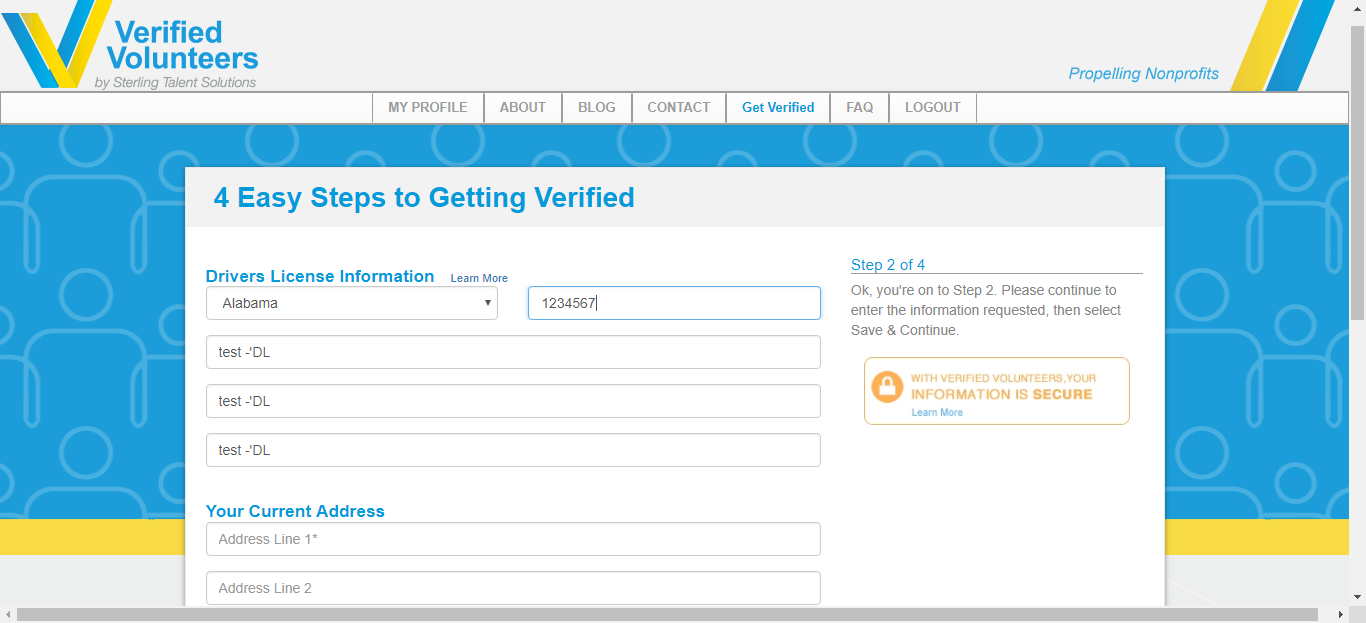 Verified
Volunteers
by Sterling Talent Solutions
Propelling Nonprofits
MY PROFILE
ABOUT
BLOG
CONTACT
Get Verified
FAQ
LOGOUT
4 Easy Steps to Getting Verified
Drivers License Information Learn More
Alabama
1234567
test -'DL
test -'DL
test -'DL
Your Current Address
Address Line 1*
Address Line 2
Step 2 of 4
Ok, you're on to Step 2. Please continue to
enter the information requested, then select
Save & Continue.
WITH VERIFIED VOLUNTEERS,YOUR
INFORMATION IS SECURE
Learn More